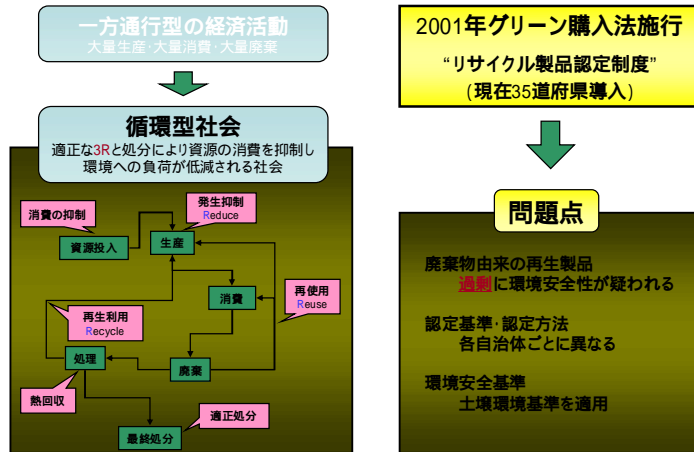 一方通行型の経済活動
大量生産・大量消費・大量廃棄
循環型社会
適正な3Rと処分により資源の消費を抑制し
環境への負荷が低減される社会
消費の抑制
発生抑制
Reduce
資源投入
生産
再使用
Reuse
消費
再生利用
Recycle
処理
廃棄
熱回収
適正処分
最終処分
2001年グリーン購入法施行
“リサイクル製品認定制度”
(現在35道府県導入)
問題点
廃棄物由来の再生製品
過剰に環境安全性が疑われる
認定基準・認定方法
各自治体ごとに異なる
環境安全基準
土壌環境基準を適用